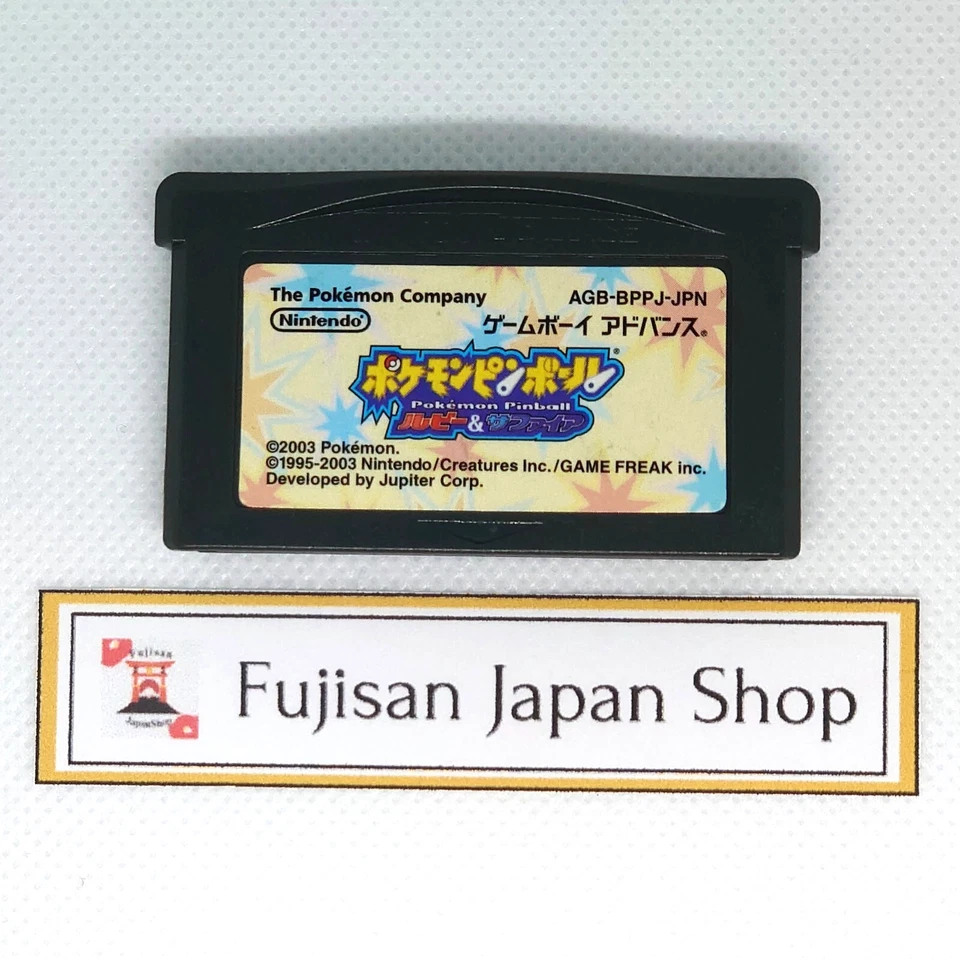 The Pokémon Company
AGB-BPPJ-JPN
Nintendo®
ゲームボーイ アドバンス®
ポケモンピンボール®
Pokémon Pinball
ルビー&サファイア
©2003 Pokémon.
©1995-2003 Nintendo/Creatures Inc./GAME FREAK inc.
Developed by Jupiter Corp.
Fujisan
JapanShop
Fujisan Japan Shop